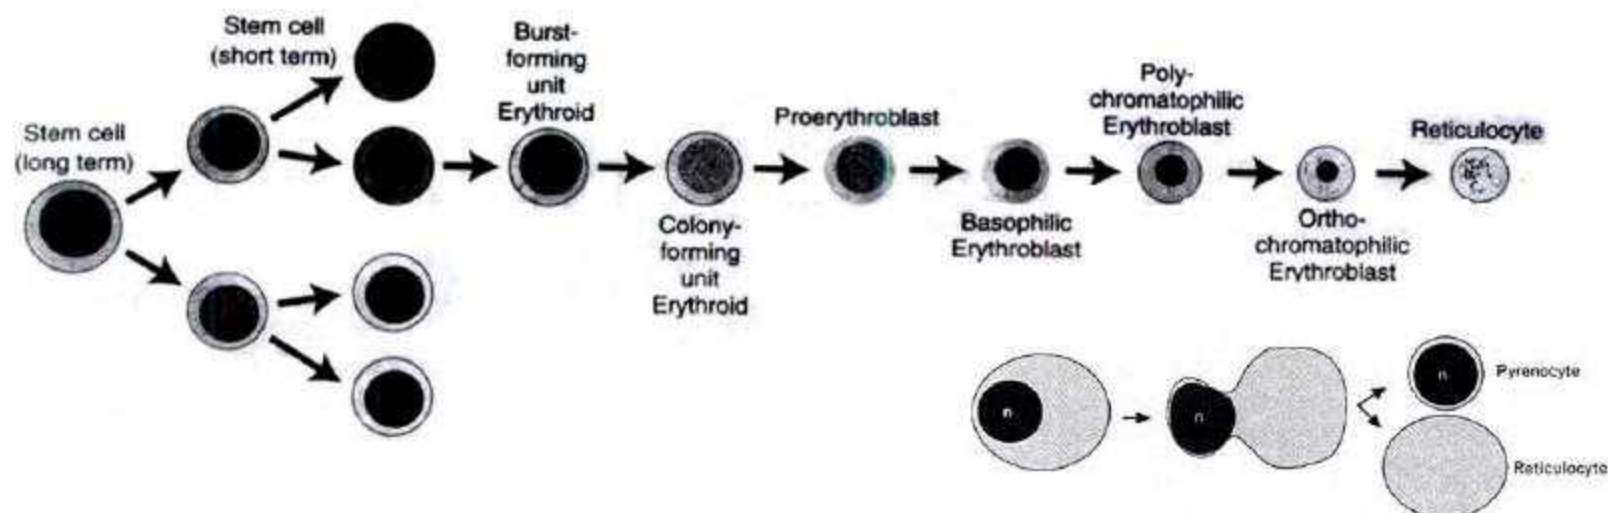 Stem cell
(long term)
Stem cell
(short term)
Burst-
forming
unit
Erythroid
Colony-
forming
unit
Erythroid
Proerythroblast
Basophilic
Erythroblast
Poly-
chromatophilic
Erythroblast
Ortho-
chromatophilic
Erythroblast
Reticulocyte
n
n
n
Pyrenocyte
Reticulocyte